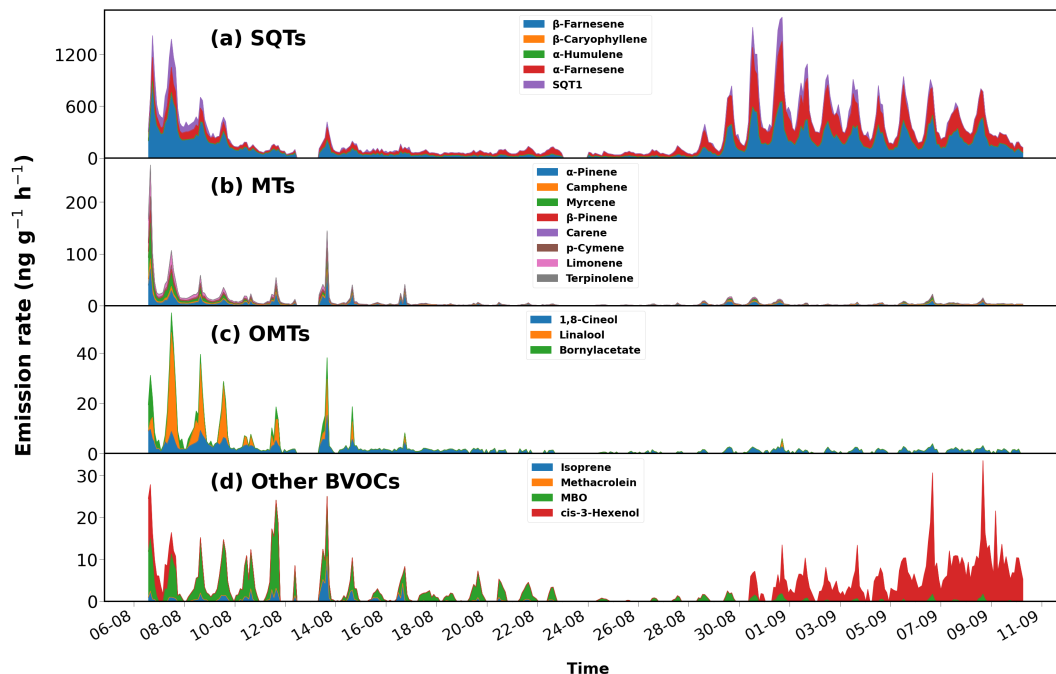 (a) SQTs
β-Farnesene
β-Caryophyllene
α-Humulene
α-Farnesene
SQT1
1200
600
0
(b) MTs
α-Pinene
Camphene
Myrcene
β-Pinene
Carene
p-Cymene
Limonene
Terpinolene
200
100
0
(c) OMTs
1,8-Cineol
Linalool
Bornylacetate
40
20
0
(d) Other BVOCs
Isoprene
Methacrolein
MBO
cis-3-Hexenol
30
20
10
0
Emission rate (ng g⁻¹ h⁻¹)
06-08
08-08
10-08
12-08
14-08
16-08
18-08
20-08
22-08
24-08
26-08
28-08
30-08
01-09
03-09
05-09
07-09
09-09
11-09
Time